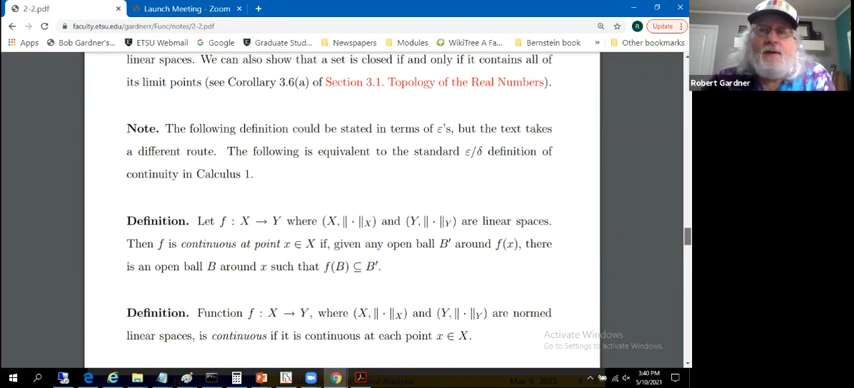 2-2.pdf
Launch Meeting - Zoom
faculty.etsu.edu/gardnerr/Func/notes/2-2.pdf
Update
Apps
Bob Gardner's
ETSU Webmail
Google
Graduate Stud...
Newspapers
Modules
WikiTree A Fa...
Bernstein book
»
Other bookmarks
linear spaces. We can also show that a set is closed if and only if it contains all of
its limit points (see Corollary 3.6(a) of Section 3.1. Topology of the Real Numbers).
Note. The following definition could be stated in terms of ε's, but the text takes
a different route. The following is equivalent to the standard ε/δ definition of
continuity in Calculus 1.
Definition. Let f : X → Y where (X, ‖ · ‖X) and (Y, ‖ · ‖Y) are linear spaces.
Then f is continuous at point x ∈ X if, given any open ball B′ around f(x), there
is an open ball B around x such that f(B) ⊆ B′.
Definition. Function f : X → Y, where (X, ‖ · ‖X) and (Y, ‖ · ‖Y) are normed
linear spaces, is continuous if it is continuous at each point x ∈ X.
Activate Windows
Go to Settings to activate Windows.
Robert Gardner
3:40 PM
5/10/2021